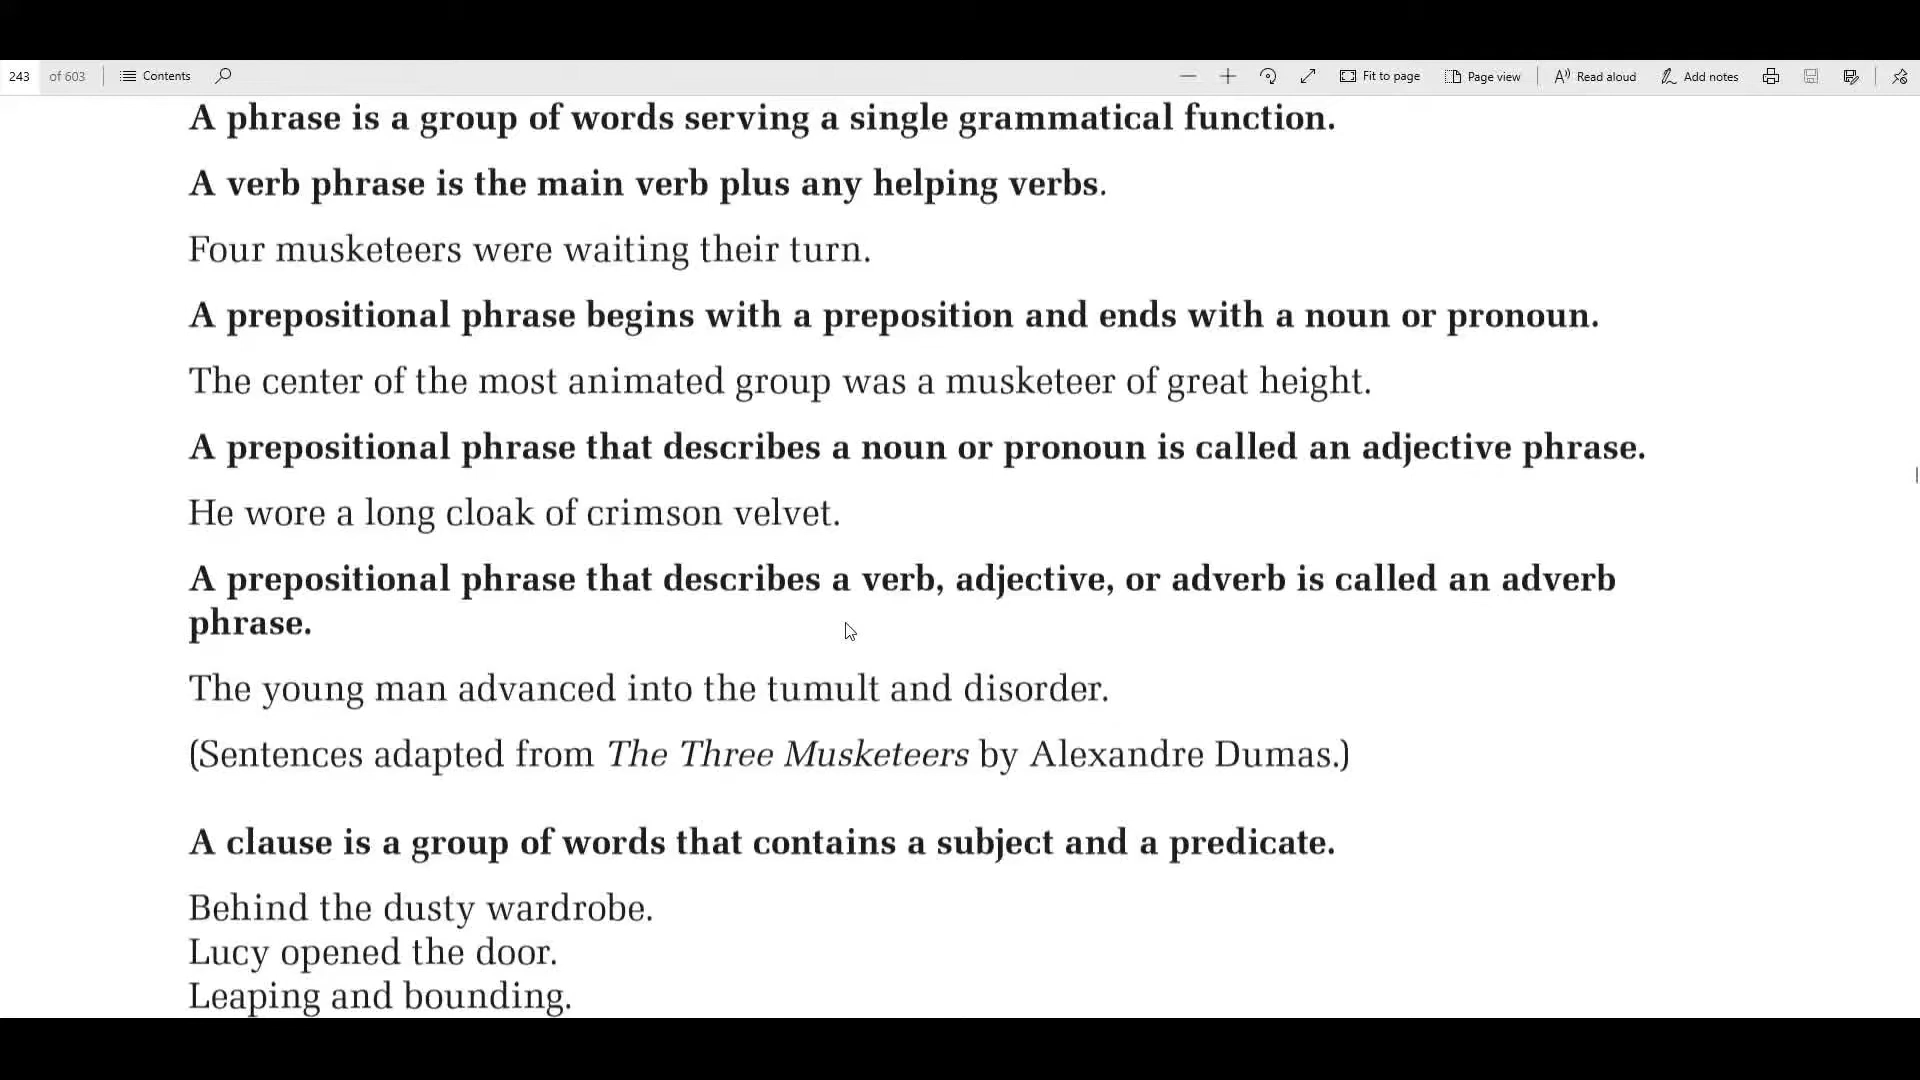 243 of 603 Contents Fit to page Page view Read aloud Add notes
A phrase is a group of words serving a single grammatical function.
A verb phrase is the main verb plus any helping verbs.
Four musketeers were waiting their turn.
A prepositional phrase begins with a preposition and ends with a noun or pronoun.
The center of the most animated group was a musketeer of great height.
A prepositional phrase that describes a noun or pronoun is called an adjective phrase.
He wore a long cloak of crimson velvet.
A prepositional phrase that describes a verb, adjective, or adverb is called an adverb
phrase.
The young man advanced into the tumult and disorder.
(Sentences adapted from The Three Musketeers by Alexandre Dumas.)
A clause is a group of words that contains a subject and a predicate.
Behind the dusty wardrobe.
Lucy opened the door.
Leaping and bounding.